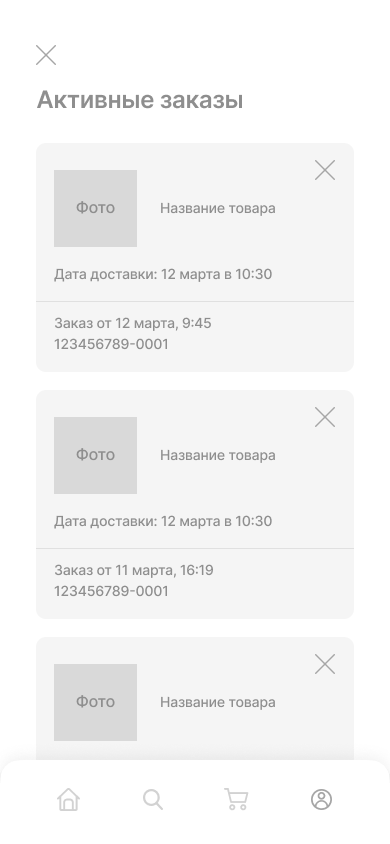 Активные заказы
Фото
Название товара
Дата доставки: 12 марта в 10:30
Заказ от 12 марта, 9:45
123456789-0001
Фото
Название товара
Дата доставки: 12 марта в 10:30
Заказ от 11 марта, 16:19
123456789-0001
Фото
Название товара